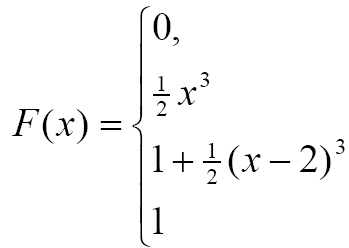 F(x) = { 0,
½ x³
1 + ½ (x − 2)³
1